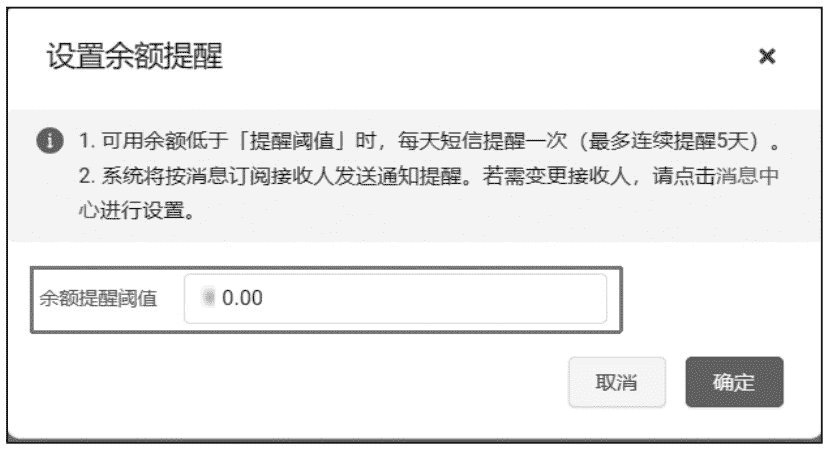 设置余额提醒
1. 可用余额低于「提醒阈值」时，每天短信提醒一次（最多连续提醒5天）。
2. 系统将按消息订阅接收人发送通知提醒。若需变更接收人，请点击消息中
心进行设置。
余额提醒阈值 0.00
取消 确定